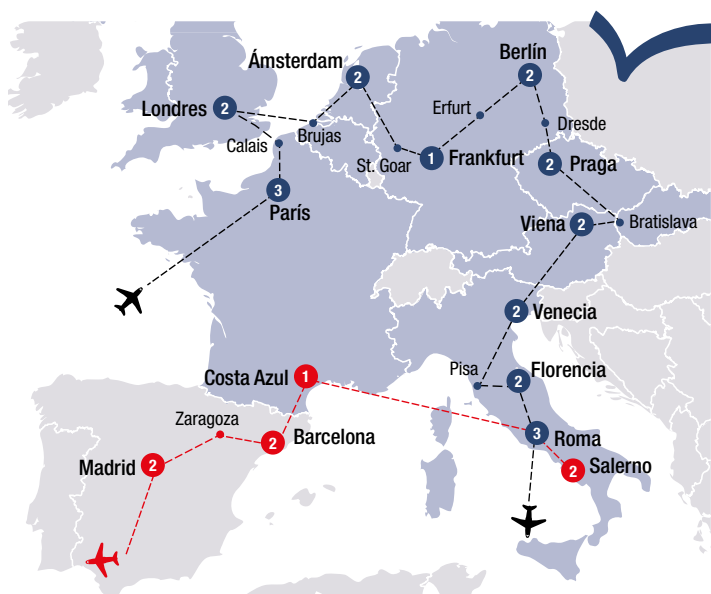 Ámsterdam
2
Berlín
2
Londres 2
Erfurt
Brujas
Dresde
Calais
St. Goar
1 Frankfurt
2
Praga
3
París
Viena 2
Bratislava
2 Venecia
Pisa
2
Florencia
Costa Azul 1
Zaragoza
2
Barcelona
3 Roma
Madrid 2
2 Salerno